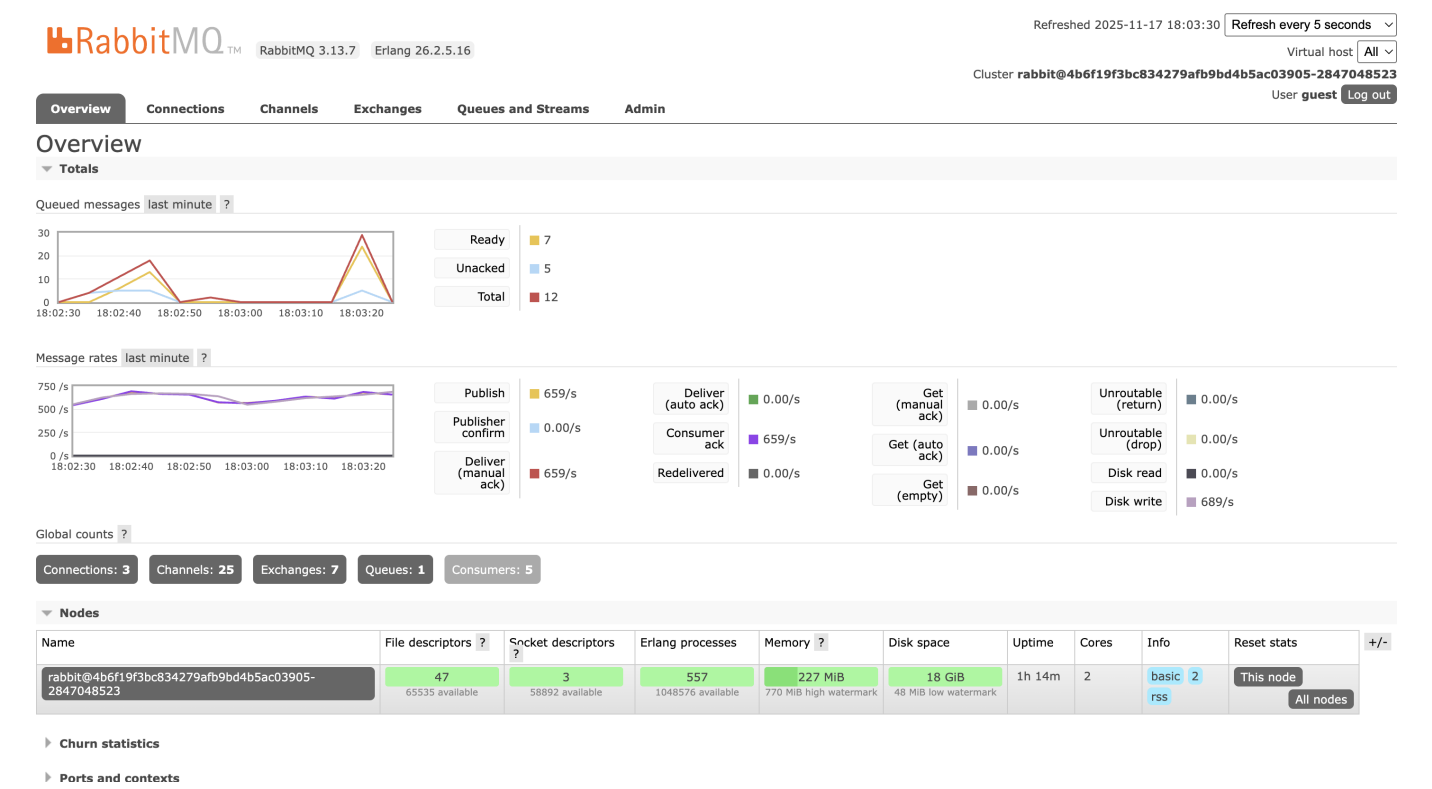 RabbitMQ TM
RabbitMQ 3.13.7
Erlang 26.2.5.16
Refreshed 2025-11-17 18:03:30
Refresh every 5 seconds
Virtual host
All
Cluster rabbit@4b6f19f3bc834279afb9bd4b5ac03905-2847048523
User guest
Log out
Overview
Connections
Channels
Exchanges
Queues and Streams
Admin
Overview
Totals
Queued messages last minute ?
30
20
10
0
18:02:30 18:02:40 18:02:50 18:03:00 18:03:10 18:03:20
Ready 7
Unacked 5
Total 12
Message rates last minute ?
750 /s
500 /s
250 /s
0 /s
18:02:30 18:02:40 18:02:50 18:03:00 18:03:10 18:03:20
Publish 659/s
Publisher
confirm 0.00/s
Deliver
(manual
ack) 659/s
Deliver
(auto ack) 0.00/s
Consumer
ack 659/s
Redelivered 0.00/s
Get
(manual
ack) 0.00/s
Get (auto
ack) 0.00/s
Get
(empty) 0.00/s
Unroutable
(return) 0.00/s
Unroutable
(drop) 0.00/s
Disk read 0.00/s
Disk write 689/s
Global counts ?
Connections: 3
Channels: 25
Exchanges: 7
Queues: 1
Consumers: 5
Nodes
Name
File descriptors ?
Socket descriptors
?
Erlang processes
Memory ?
Disk space
Uptime
Cores
Info
Reset stats
+/-
rabbit@4b6f19f3bc834279afb9bd4b5ac03905-
2847048523
47
65535 available
3
58892 available
557
1048576 available
227 MiB
770 MiB high watermark
18 GiB
48 MiB low watermark
1h 14m
2
basic 2
rss
This node
All nodes
Churn statistics
Ports and contexts